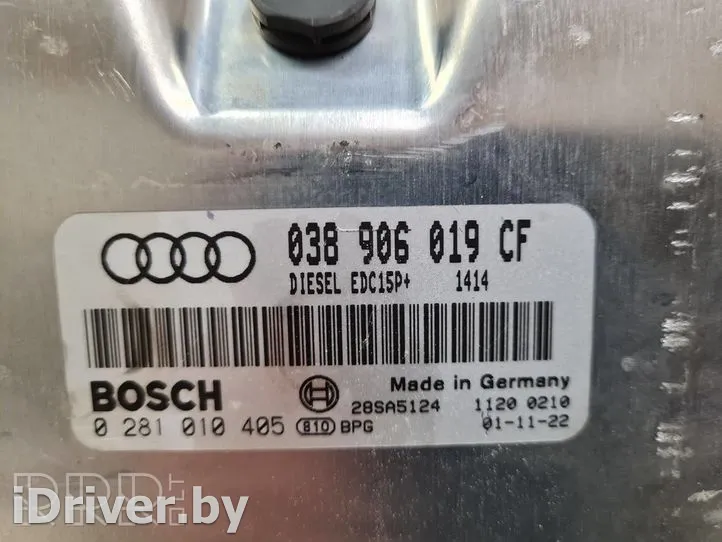 038 906 019 CF
DIESEL EDC15P+ 1414
BOSCH
Made in Germany
28SA5124 1120 0210
0 281 010 405 810 BPG 01-11-22
iDriver.by